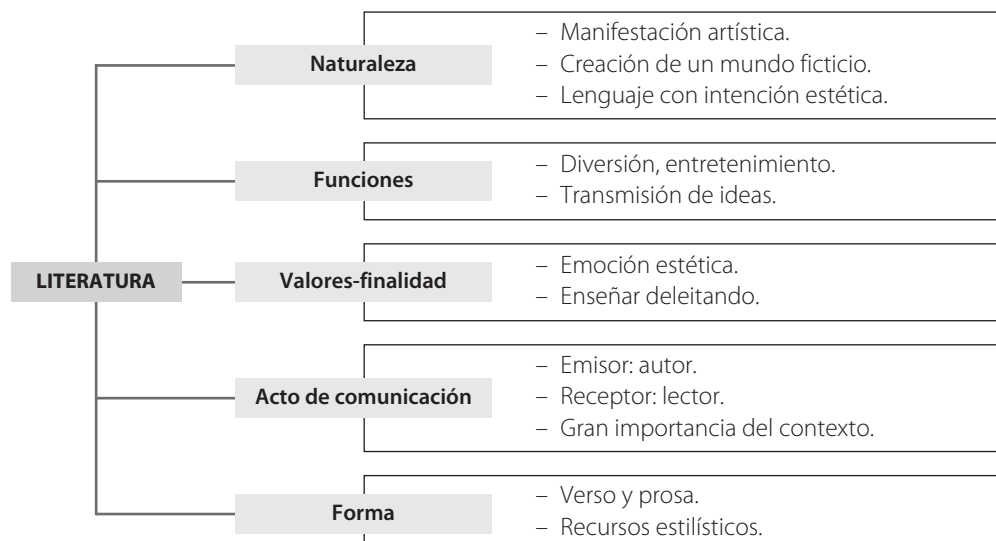 Naturaleza
– Manifestación artística.
– Creación de un mundo ficticio.
– Lenguaje con intención estética.
Funciones
– Diversión, entretenimiento.
– Transmisión de ideas.
LITERATURA
Valores-finalidad
– Emoción estética.
– Enseñar deleitando.
Acto de comunicación
– Emisor: autor.
– Receptor: lector.
– Gran importancia del contexto.
Forma
– Verso y prosa.
– Recursos estilísticos.